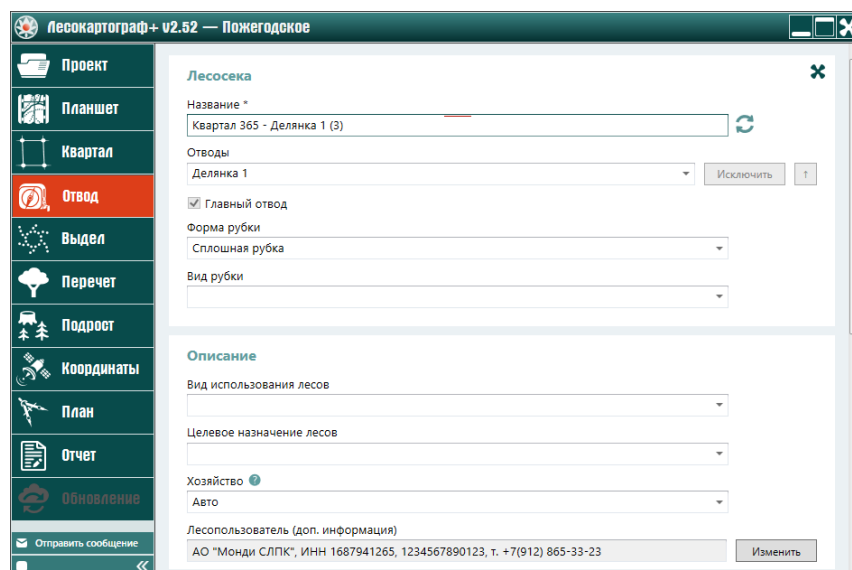 Лесокартограф+ v2.52 — Пожегодское
Проект
Планшет
Квартал
Отвод
Выдел
Перечет
Подрост
Координаты
План
Отчет
Обновление
Отправить сообщение
Лесосека
Название *
Квартал 365 - Делянка 1 (3)
Отводы
Делянка 1
Исключить ↑
Главный отвод
Форма рубки
Сплошная рубка
Вид рубки
Описание
Вид использования лесов
Целевое назначение лесов
Хозяйство ?
Авто
Лесопользователь (доп. информация)
АО "Монди СЛПК", ИНН 1687941265, 1234567890123, т. +7(912) 865-33-23
Изменить